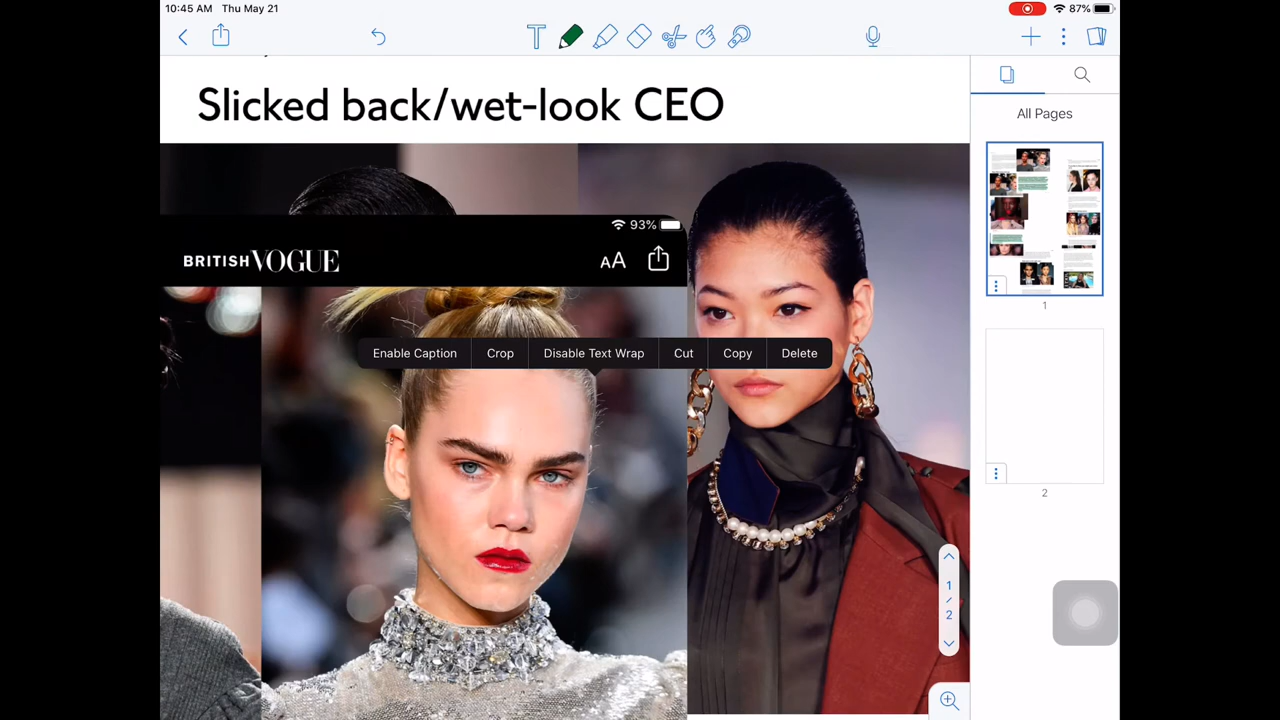 10:45 AM Thu May 21
87%
T
Slicked back/wet-look CEO
All Pages
93%
BRITISH VOGUE
AA
Enable Caption Crop Disable Text Wrap Cut Copy Delete
1
2
1
/
2